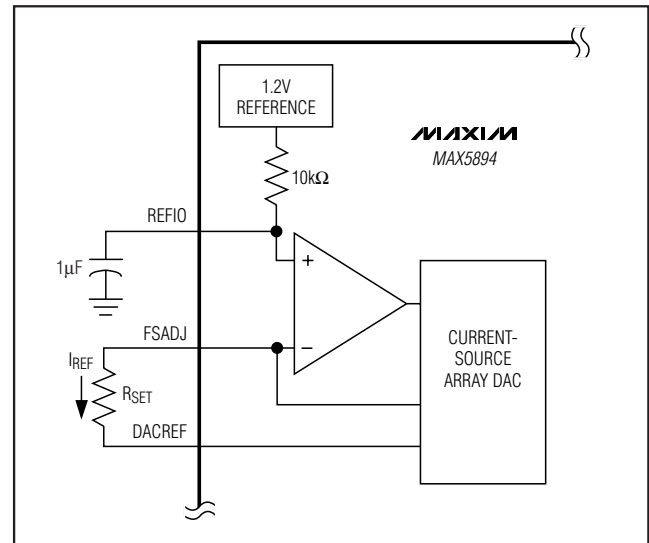 1.2V
REFERENCE
MAXIM
MAX5894
10kΩ
REFIO
1µF
+
FSADJ
−
IREF
RSET
DACREF
CURRENT-
SOURCE
ARRAY DAC